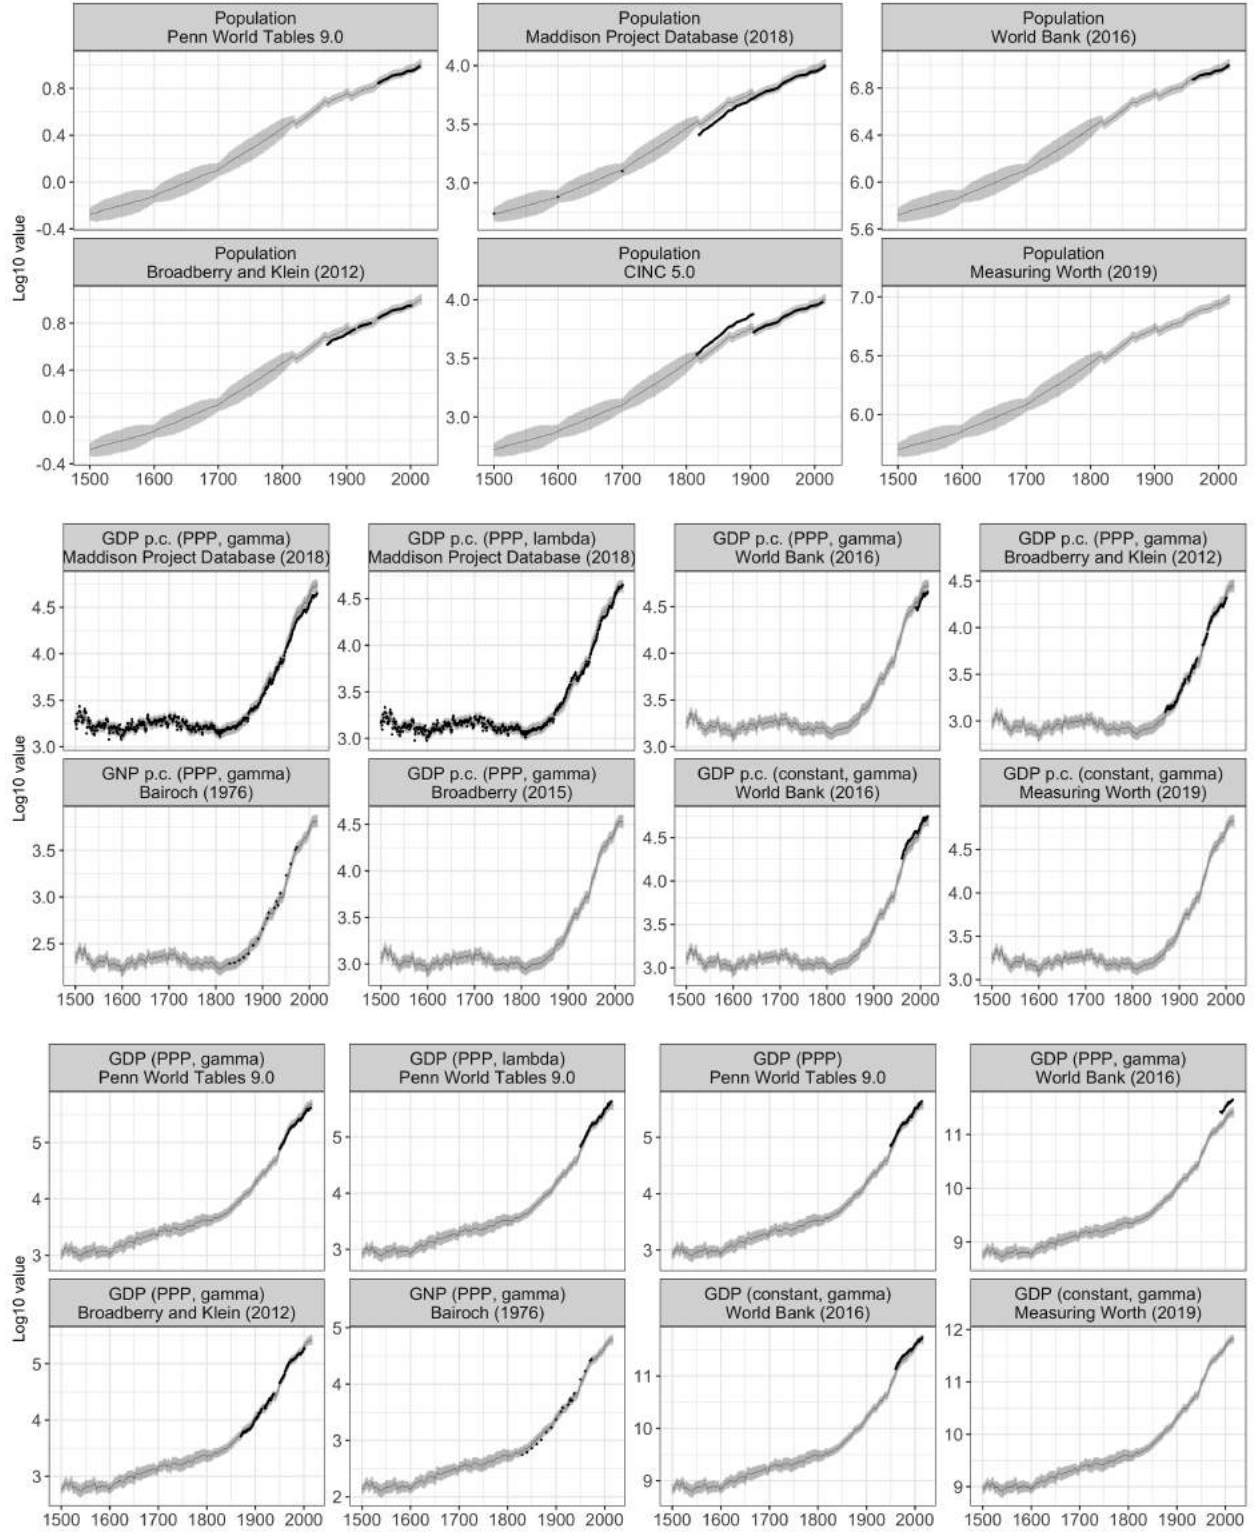 Population
Penn World Tables 9.0
Population
Maddison Project Database (2018)
Population
World Bank (2016)
0.8
0.4
0.0
-0.4
4.0
3.5
3.0
6.8
6.4
6.0
5.6
Log10 value
Population
Broadberry and Klein (2012)
Population
CINC 5.0
Population
Measuring Worth (2019)
0.8
0.4
0.0
-0.4
4.0
3.5
3.0
7.0
6.5
6.0
1500 1600 1700 1800 1900 2000
1500 1600 1700 1800 1900 2000
1500 1600 1700 1800 1900 2000
GDP p.c. (PPP, gamma)
Maddison Project Database (2018)
GDP p.c. (PPP, lambda)
Maddison Project Database (2018)
GDP p.c. (PPP, gamma)
World Bank (2016)
GDP p.c. (PPP, gamma)
Broadberry and Klein (2012)
4.5
4.0
3.5
3.0
4.5
4.0
3.5
3.0
4.5
4.0
3.5
3.0
4.5
4.0
3.5
3.0
Log10 value
GNP p.c. (PPP, gamma)
Bairoch (1976)
GDP p.c. (PPP, gamma)
Broadberry (2015)
GDP p.c. (constant, gamma)
World Bank (2016)
GDP p.c. (constant, gamma)
Measuring Worth (2019)
3.5
3.0
2.5
4.5
4.0
3.5
3.0
4.5
4.0
3.5
3.0
4.5
4.0
3.5
3.0
1500 1600 1700 1800 1900 2000
1500 1600 1700 1800 1900 2000
1500 1600 1700 1800 1900 2000
1500 1600 1700 1800 1900 2000
GDP (PPP, gamma)
Penn World Tables 9.0
GDP (PPP, lambda)
Penn World Tables 9.0
GDP (PPP)
Penn World Tables 9.0
GDP (PPP, gamma)
World Bank (2016)
5
4
3
5
4
3
5
4
3
11
10
9
Log10 value
GDP (PPP, gamma)
Broadberry and Klein (2012)
GNP (PPP, gamma)
Bairoch (1976)
GDP (constant, gamma)
World Bank (2016)
GDP (constant, gamma)
Measuring Worth (2019)
5
4
3
5
4
3
2
11
10
9
12
11
10
9
1500 1600 1700 1800 1900 2000
1500 1600 1700 1800 1900 2000
1500 1600 1700 1800 1900 2000
1500 1600 1700 1800 1900 2000